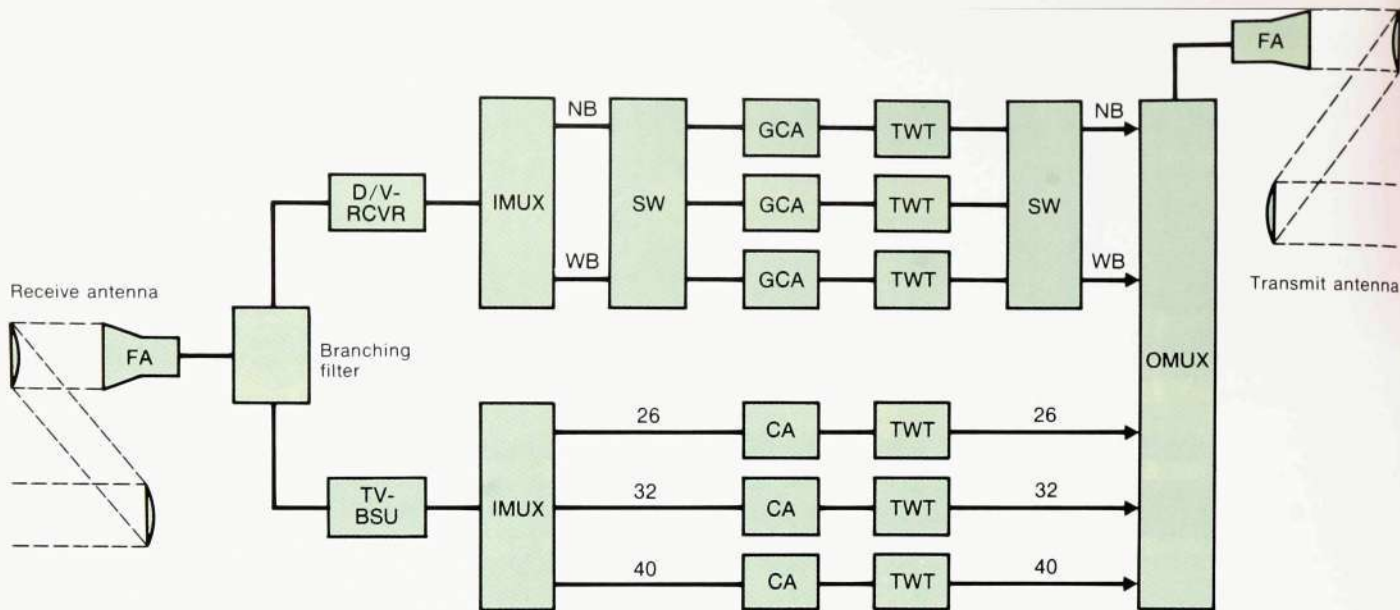 FA
NB
GCA
TWT
NB
D/V-
RCVR
IMUX
SW
GCA
TWT
SW
WB
GCA
TWT
WB
Transmit antenna
Receive antenna
FA
Branching
filter
OMUX
26
CA
TWT
26
TV-
BSU
IMUX
32
CA
TWT
32
40
CA
TWT
40